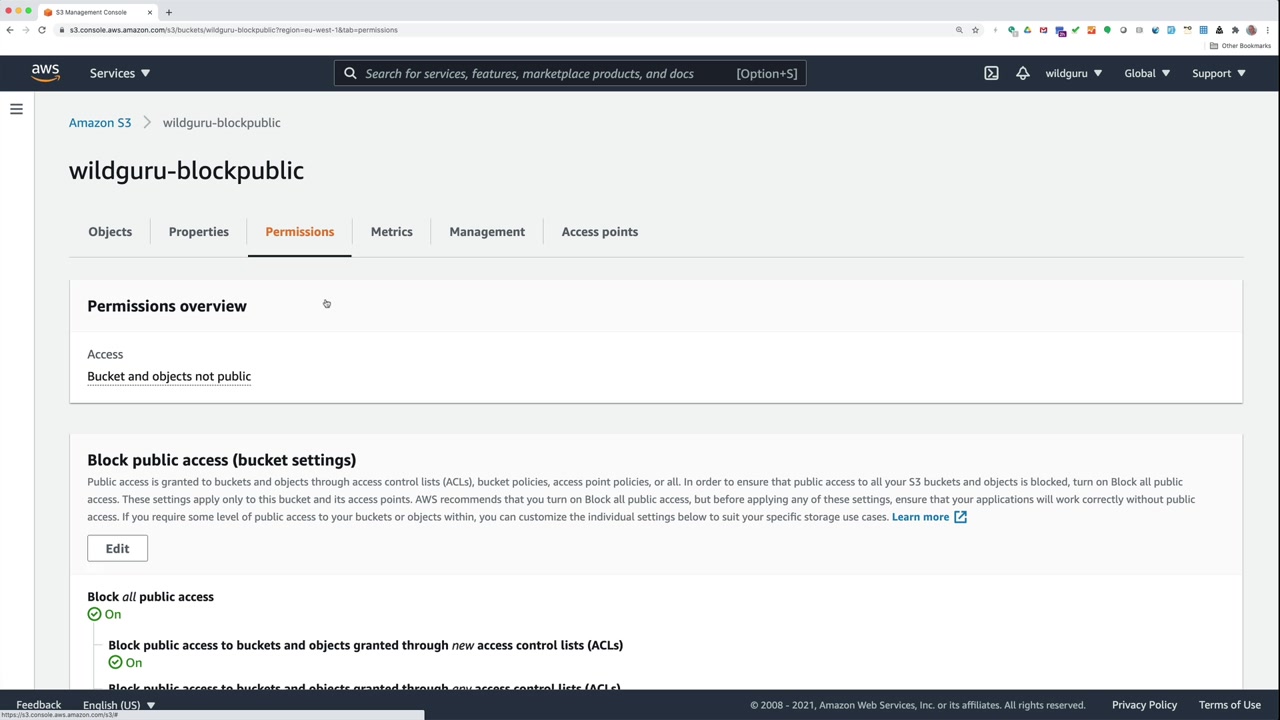 S3 Management Console
s3.console.aws.amazon.com/s3/buckets/wildguru-blockpublic?region=eu-west-1&tab=permissions
Other Bookmarks
aws
Services
Search for services, features, marketplace products, and docs [Option+S]
wildguru
Global
Support
Amazon S3 > wildguru-blockpublic
wildguru-blockpublic
Objects
Properties
Permissions
Metrics
Management
Access points
Permissions overview
Access
Bucket and objects not public
Block public access (bucket settings)
Public access is granted to buckets and objects through access control lists (ACLs), bucket policies, access point policies, or all. In order to ensure that public access to all your S3 buckets and objects is blocked, turn on Block all public
access. These settings apply only to this bucket and its access points. AWS recommends that you turn on Block all public access, but before applying any of these settings, ensure that your applications will work correctly without public
access. If you require some level of public access to your buckets or objects within, you can customize the individual settings below to suit your specific storage use cases. Learn more
Edit
Block all public access
On
Block public access to buckets and objects granted through new access control lists (ACLs)
On
Block public access to buckets and objects granted through any access control lists (ACLs)
Feedback
English (US)
© 2008 - 2021, Amazon Web Services, Inc. or its affiliates. All rights reserved.
Privacy Policy
Terms of Use
https://s3.console.aws.amazon.com/s3/#